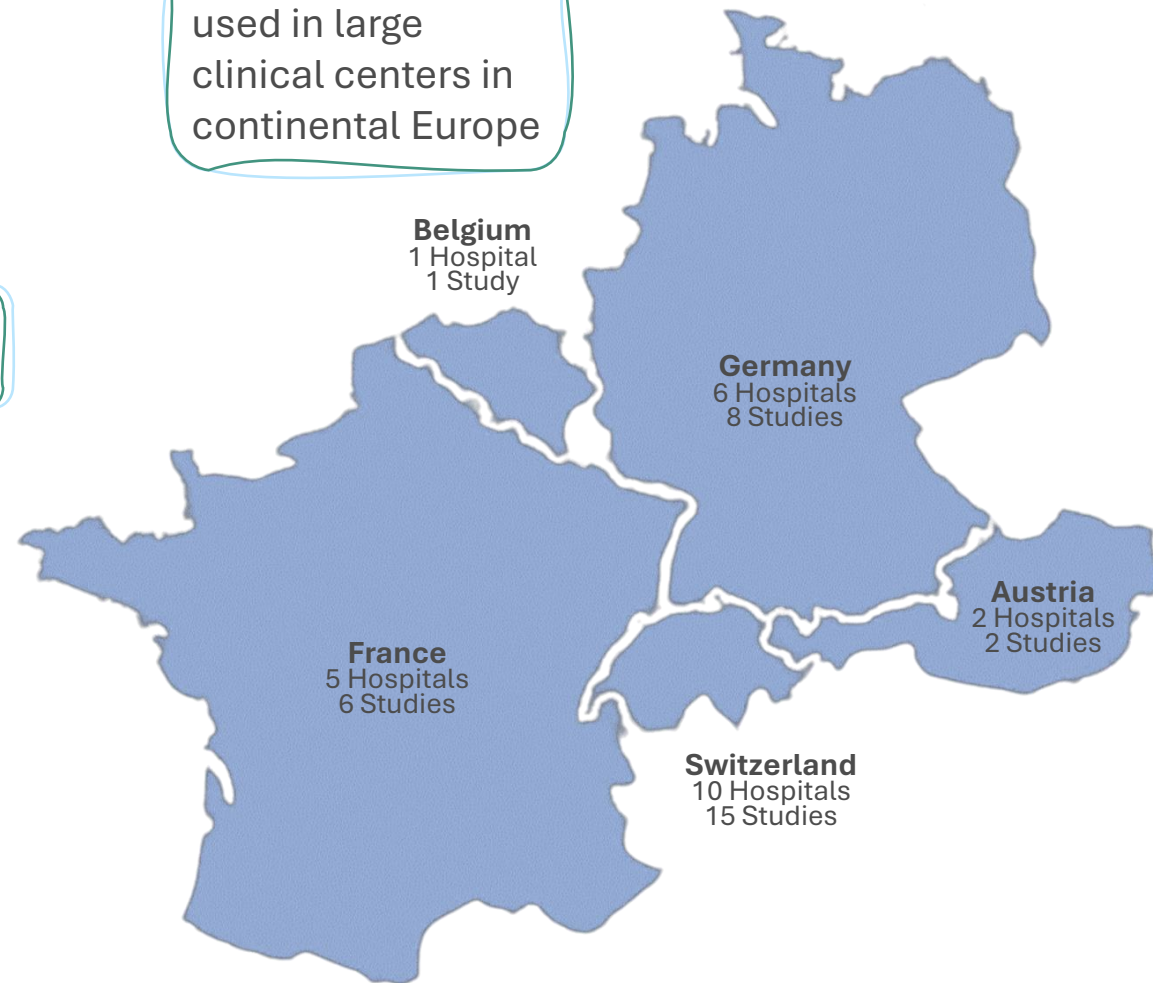 used in large
clinical centers in
continental Europe
Belgium
1 Hospital
1 Study
Germany
6 Hospitals
8 Studies
Austria
2 Hospitals
2 Studies
France
5 Hospitals
6 Studies
Switzerland
10 Hospitals
15 Studies